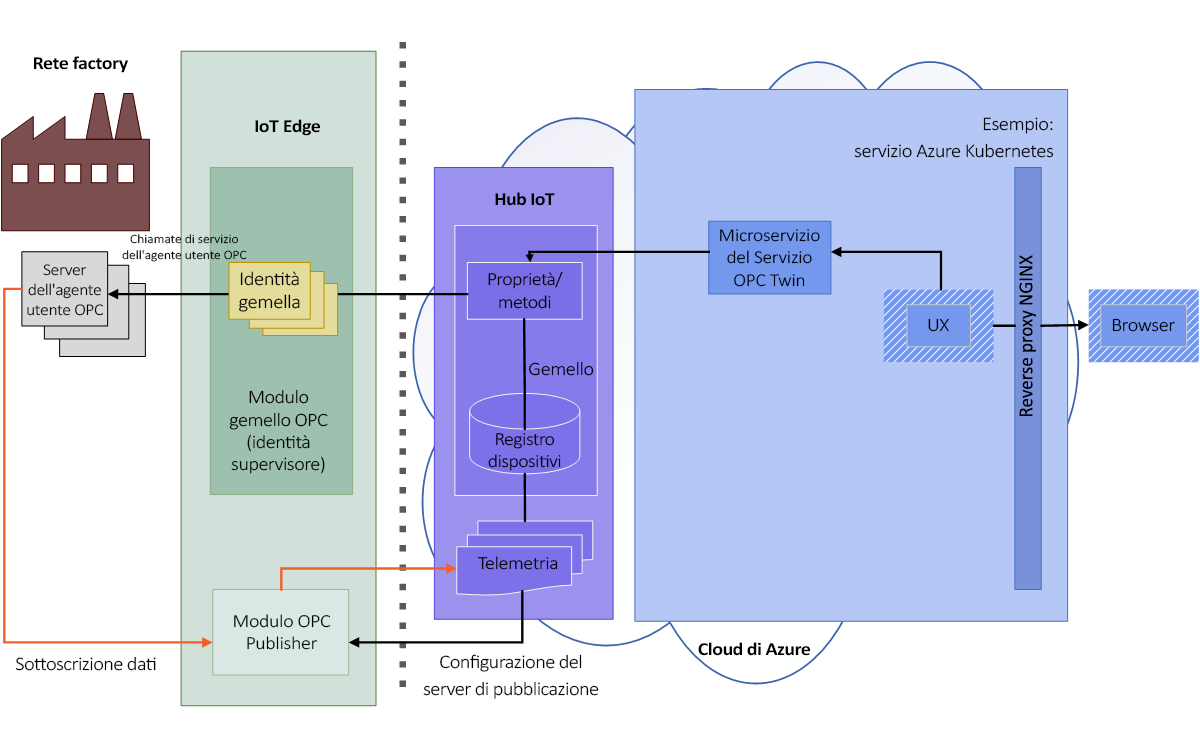 Rete factory
IoT Edge
Esempio:
servizio Azure Kubernetes
Hub IoT
Chiamate di servizio
dell'agente utente OPC
Server
dell'agente
utente OPC
Identità
gemella
Proprietà/
metodi
Microservizio
del Servizio
OPC Twin
UX
Reverse proxy NGINX
Browser
Gemello
Modulo
gemello OPC
(identità
supervisore)
Registro
dispositivi
Telemetria
Modulo OPC
Publisher
Sottoscrizione dati
Configurazione del
server di pubblicazione
Cloud di Azure